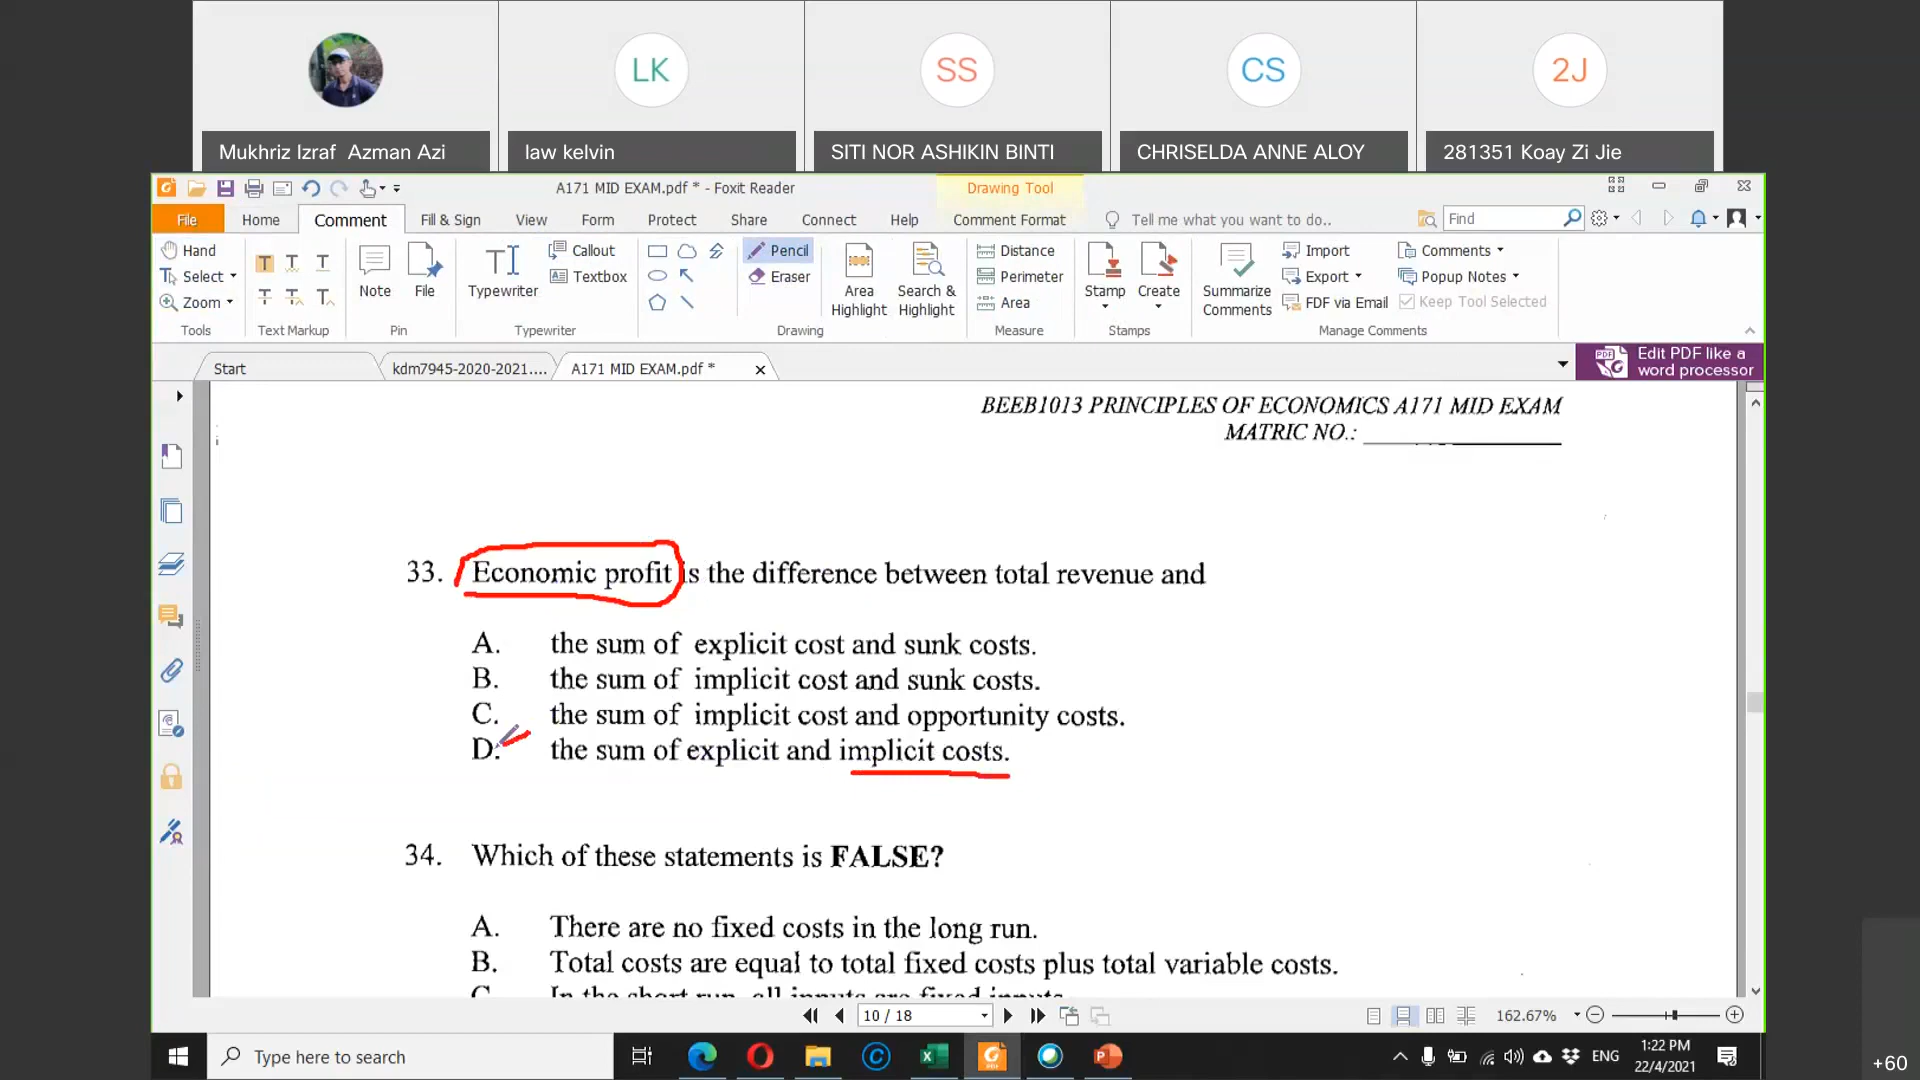 LK
SS
CS
2J
Mukhriz Izraf Azman Azi
law kelvin
SITI NOR ASHIKIN BINTI
CHRISELDA ANNE ALOY
281351 Koay Zi Jie
A171 MID EXAM.pdf * - Foxit Reader
Drawing Tool
File Home Comment Fill & Sign View Form Protect Share Connect Help Comment Format Tell me what you want to do.. Find
Hand
Select
Zoom
Tools
Text Markup
Note
File
Pin
Typewriter
Callout
Textbox
Typewriter
Pencil
Eraser
Area
Highlight
Search &
Highlight
Drawing
Distance
Perimeter
Area
Measure
Stamp
Create
Stamps
Summarize
Comments
Import
Export
FDF via Email
Comments
Popup Notes
Keep Tool Selected
Manage Comments
Start
kdm7945-2020-2021....
A171 MID EXAM.pdf *
Edit PDF like a
word processor
BEEB1013 PRINCIPLES OF ECONOMICS A171 MID EXAM
MATRIC NO.:
33. Economic profit is the difference between total revenue and
A. the sum of explicit cost and sunk costs.
B. the sum of implicit cost and sunk costs.
C. the sum of implicit cost and opportunity costs.
D. the sum of explicit and implicit costs.
34. Which of these statements is FALSE?
A. There are no fixed costs in the long run.
B. Total costs are equal to total fixed costs plus total variable costs.
C. In the short run, all inputs are fixed inputs.
10 / 18
162.67%
Type here to search
ENG
1:22 PM
22/4/2021
+60